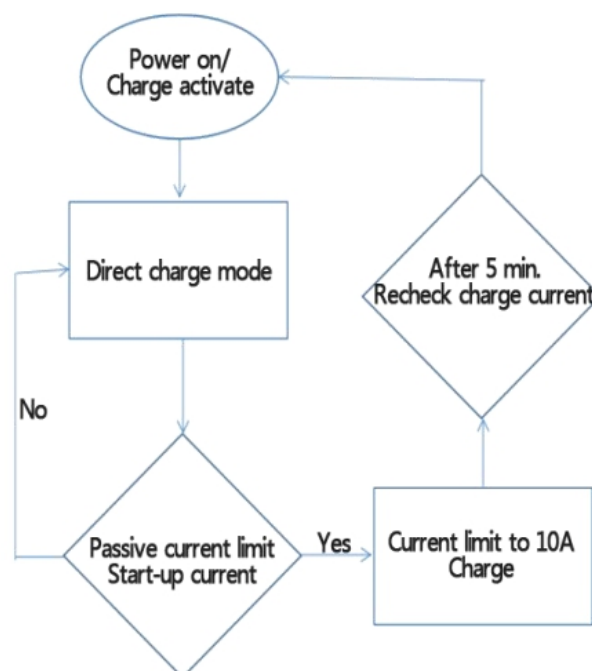 Power on/
Charge activate
Direct charge mode
After 5 min.
Recheck charge current
No
Passive current limit
Start-up current
Yes
Current limit to 10A
Charge